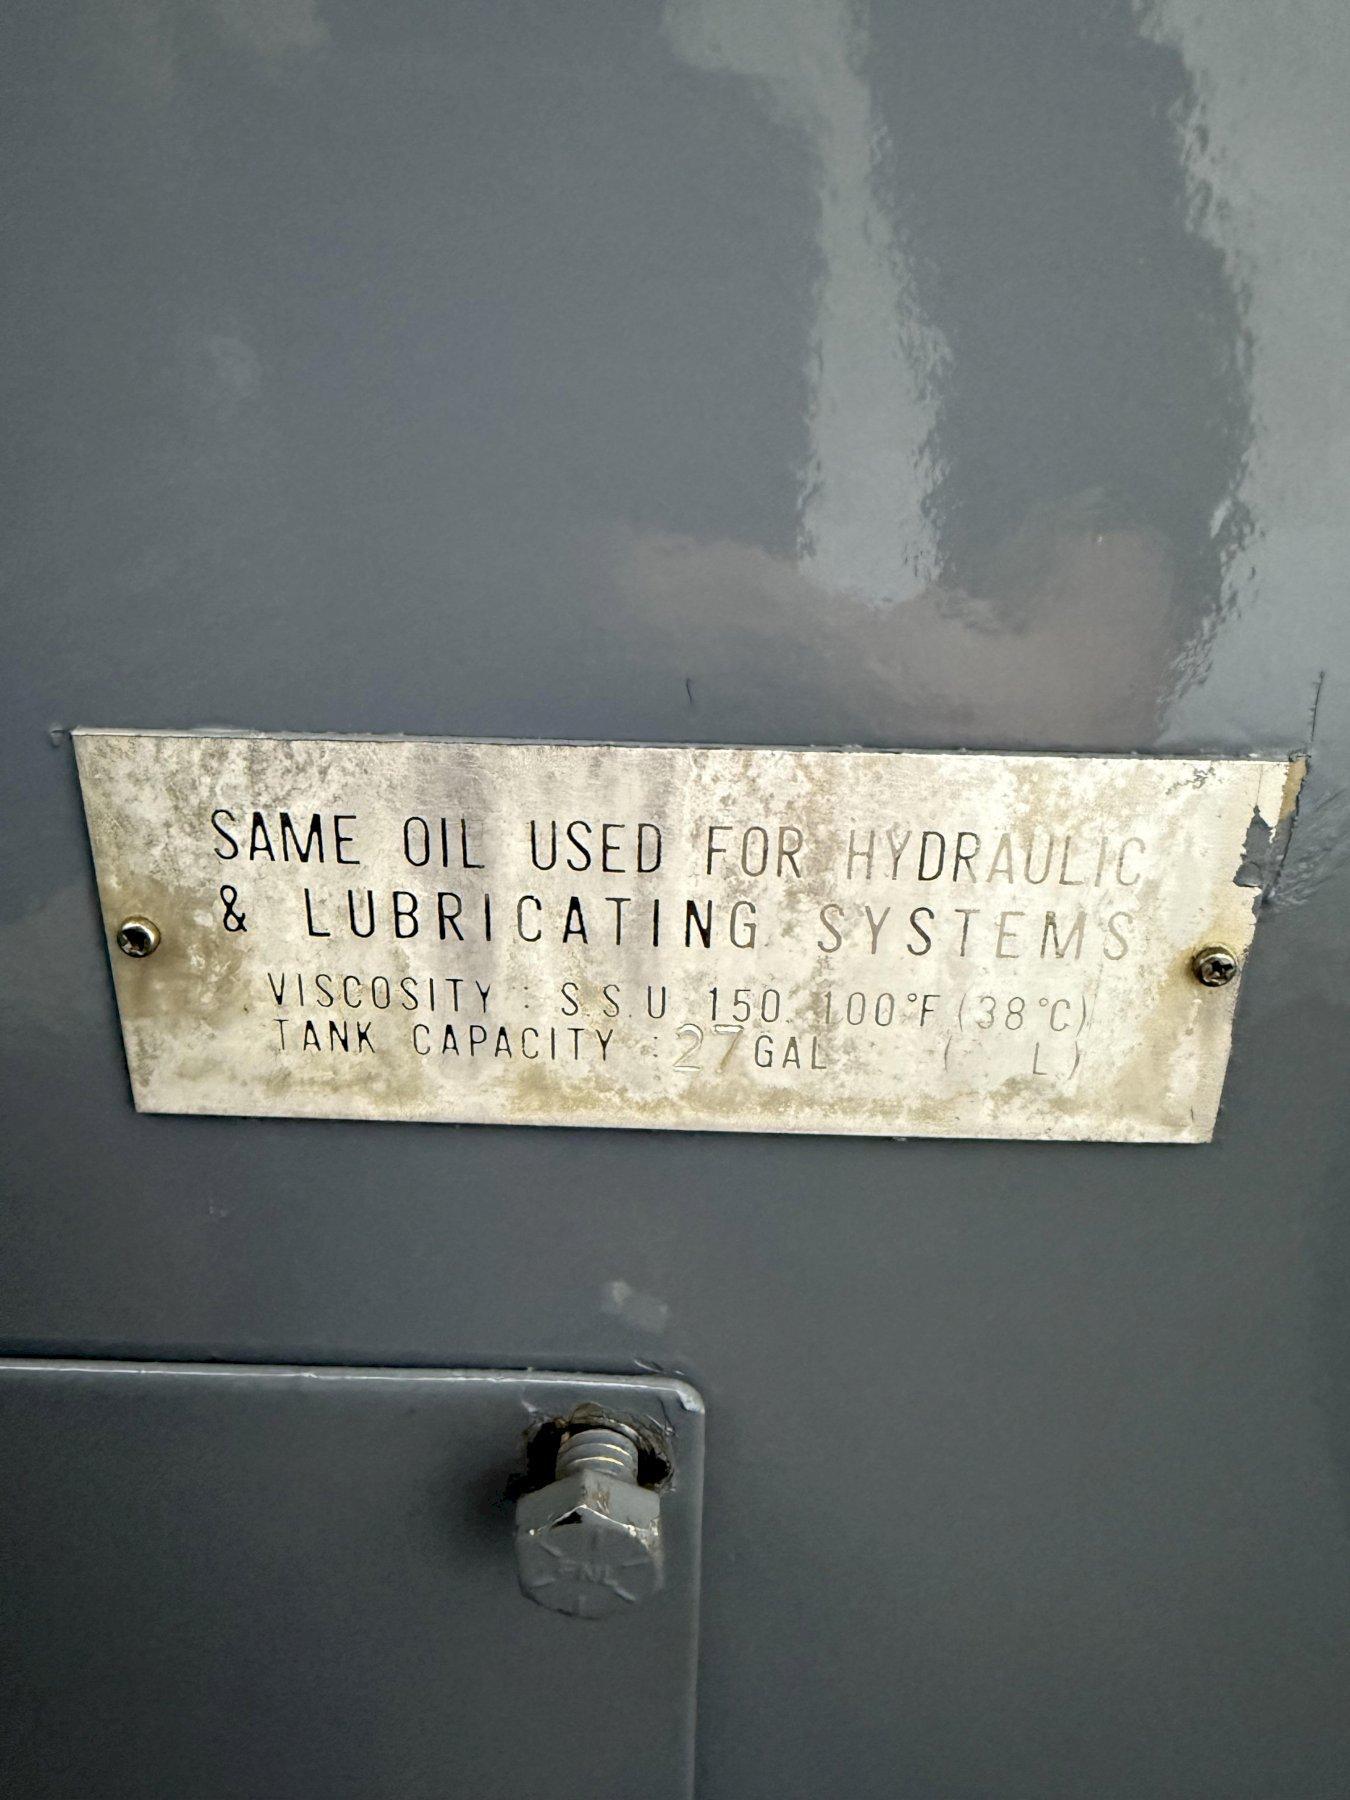 SAME OIL USED FOR HYDRAULIC
& LUBRICATING SYSTEMS
VISCOSITY : S.S.U 150. 100°F (38°C)
TANK CAPACITY : 27 GAL ( L)